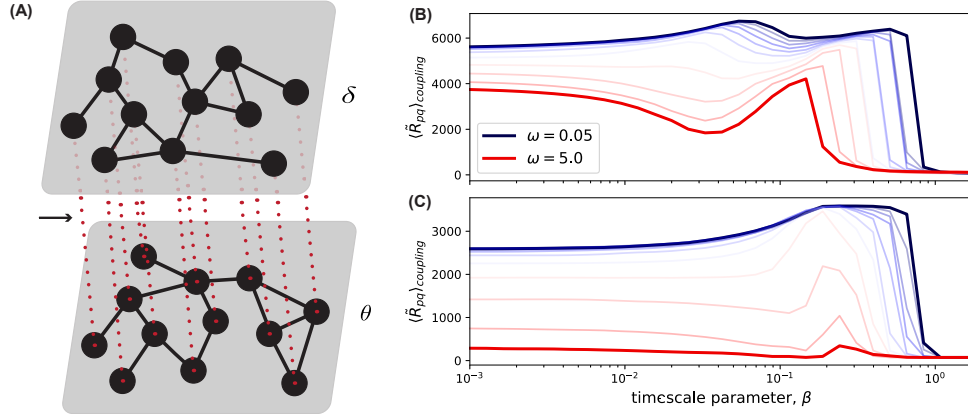 (A)
δ
θ
(B)
⟨R̃pq⟩coupling
6000
4000
2000
0
ω = 0.05
ω = 5.0
(C)
⟨R̃pq⟩coupling
3000
2000
1000
0
10⁻³
10⁻²
10⁻¹
10⁰
timescale parameter, β